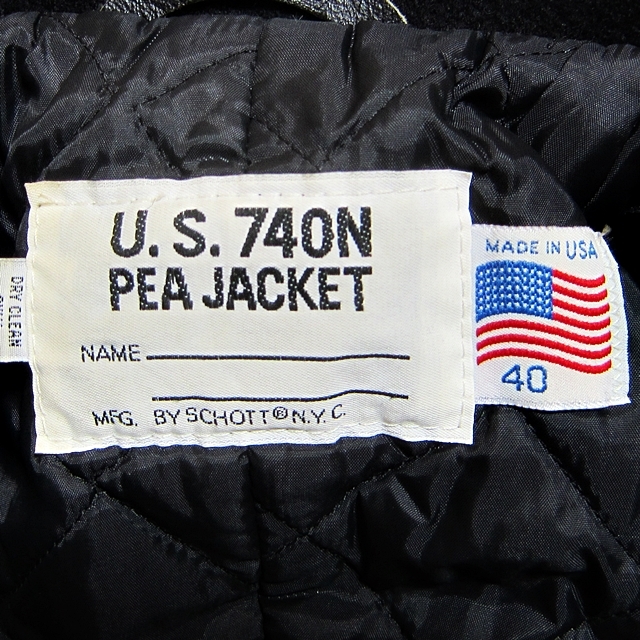 U.S. 740N
PEA JACKET
NAME
MFG. BY SCHOTT® N.Y.C.
MADE IN USA
40
DRY CLEAN